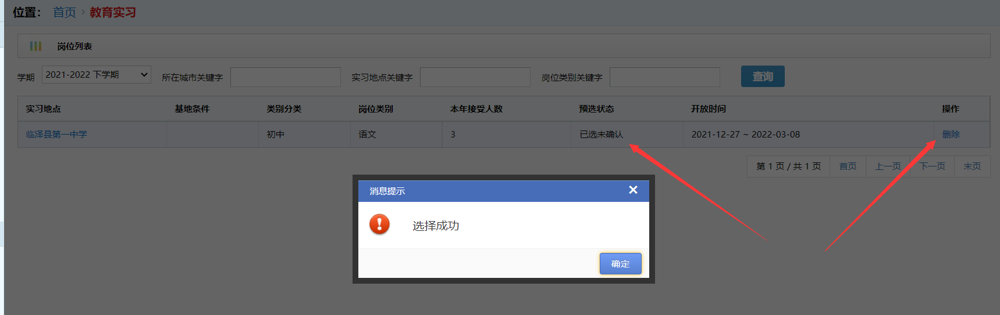 位置： 首页 › 教育实习
岗位列表
学期 2021-2022 下学期 所在城市关键字 实习地点关键字 岗位类别关键字 查询
实习地点 基地条件 类别分类 岗位类别 本年接受人数 预选状态 开放时间 操作
临泽县第一中学 初中 语文 3 已选未确认 2021-12-27 ~ 2022-03-08 删除
第 1 页 / 共 1 页 首页 上一页 下一页 末页
消息提示
选择成功
确定